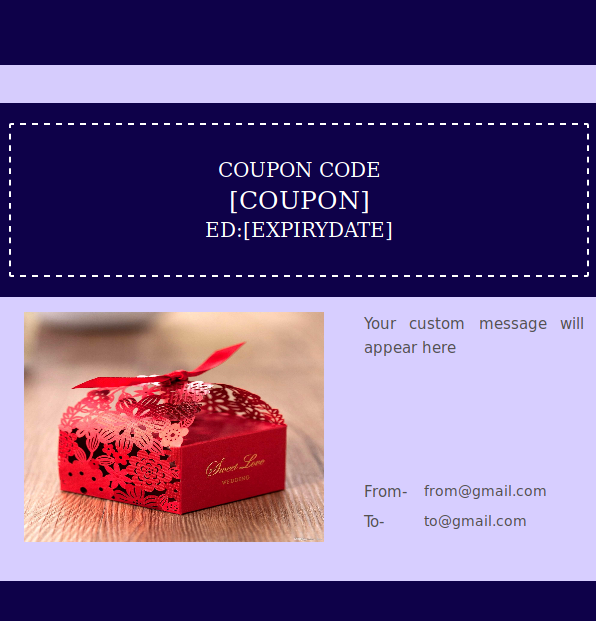 COUPON CODE
[COUPON]
ED:[EXPIRYDATE]
Your custom message will
appear here
Sweet Love
WEDDING
From- from@gmail.com
To- to@gmail.com